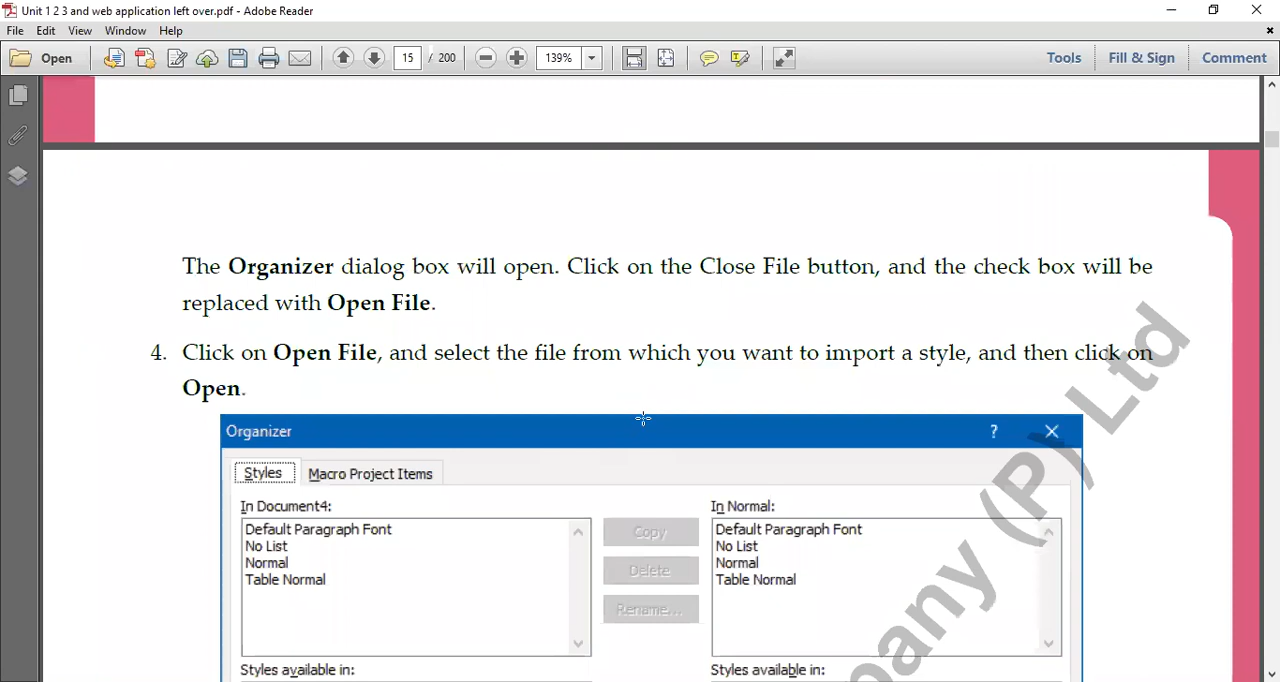 Unit 1 2 3 and web application left over.pdf - Adobe Reader
File Edit View Window Help
Open 15 / 200 139% Tools Fill & Sign Comment
The Organizer dialog box will open. Click on the Close File button, and the check box will be
replaced with Open File.
4. Click on Open File, and select the file from which you want to import a style, and then click on
Open.
Organizer ?
Styles Macro Project Items
In Document4: In Normal:
Default Paragraph Font Copy Default Paragraph Font
No List No List
Normal Delete Normal
Table Normal Table Normal
Rename...
Styles available in: Styles available in:
pany (P) Ltd